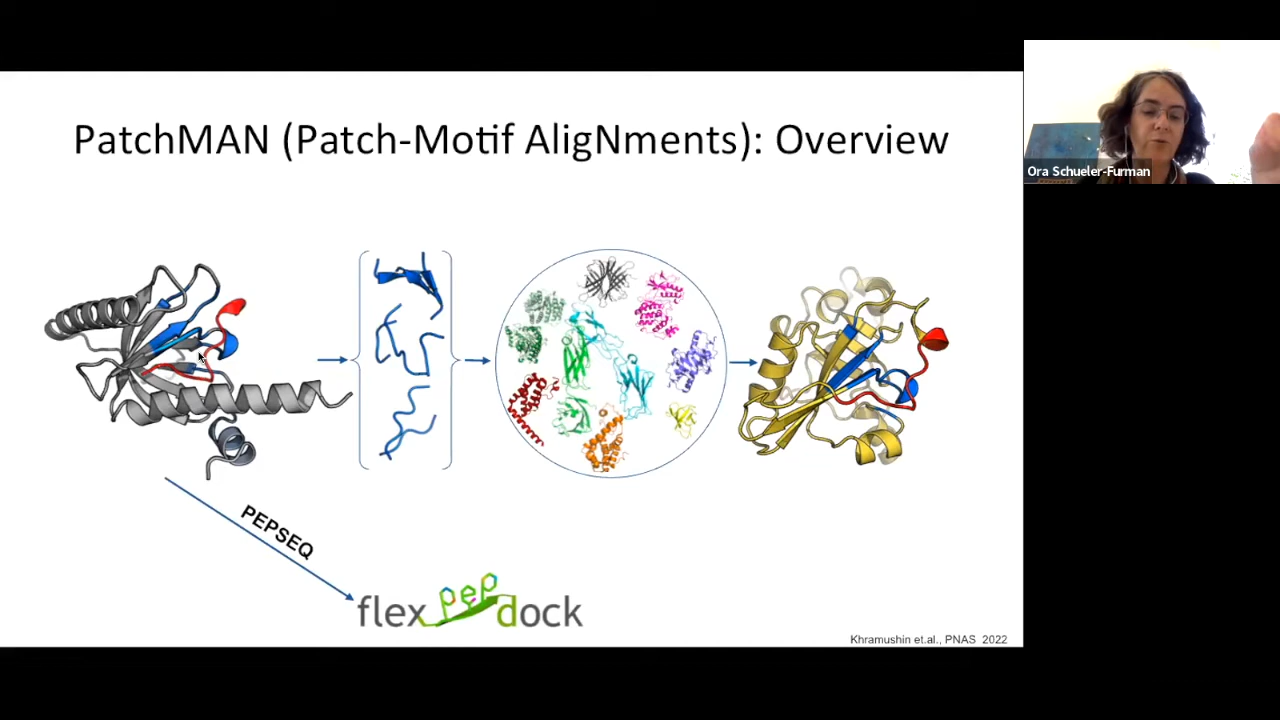 PatchMAN (Patch-Motif AligNments): Overview
Ora Schueler-Furman
PEPSEQ
flex pep dock
Khramushin et.al., PNAS 2022